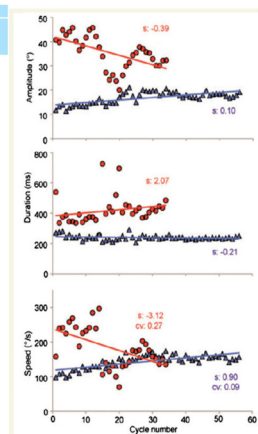 50
s: -0.39
40
30
20
10
s: 0.10
0
Amplitude (°)
800
s: 2.07
600
400
200
s: -0.21
0
Duration (ms)
300
s: -3.12
cv: 0.27
200
100
s: 0.90
cv: 0.09
0
Speed (°/s)
0 10 20 30 40 50 60
Cycle number